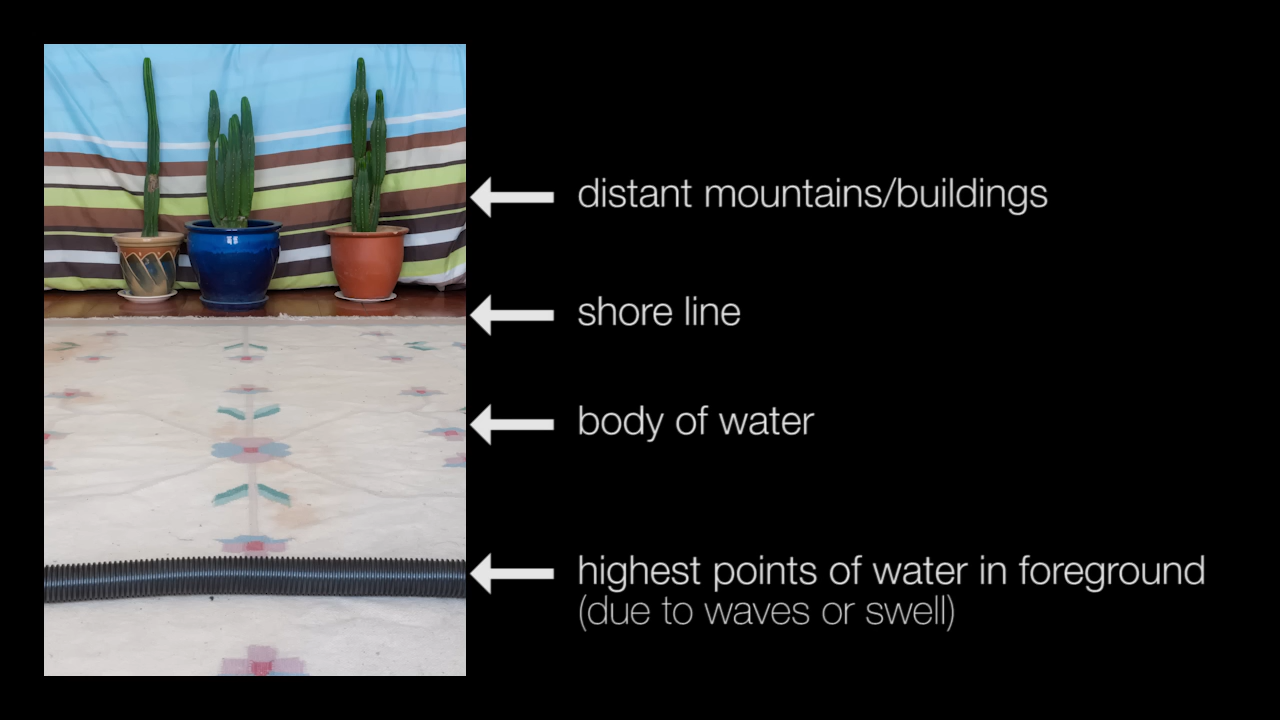 distant mountains/buildings
shore line
body of water
highest points of water in foreground
(due to waves or swell)